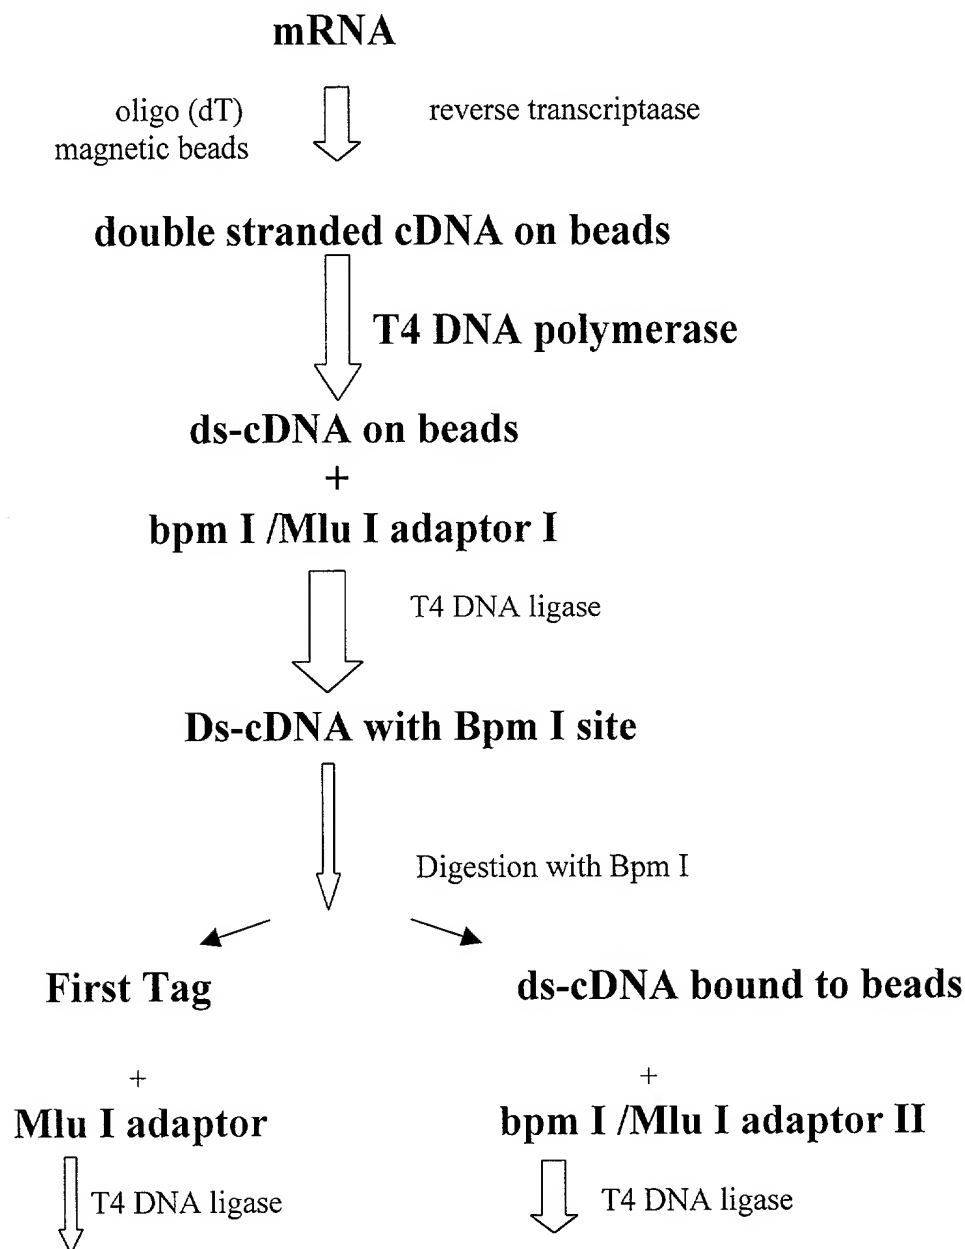 mRNA
oligo (dT)
magnetic beads
reverse transcriptaase
double stranded cDNA on beads
T4 DNA polymerase
ds-cDNA on beads
+
bpm I /Mlu I adaptor I
T4 DNA ligase
Ds-cDNA with Bpm I site
Digestion with Bpm I
First Tag
ds-cDNA bound to beads
+
+
Mlu I adaptor
bpm I /Mlu I adaptor II
T4 DNA ligase
T4 DNA ligase